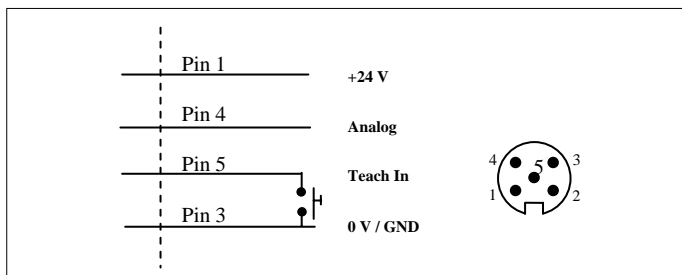 Pin 1 +24 V
Pin 4 Analog
Pin 5 Teach In
Pin 3 0 V / GND
4 5 3
1 2